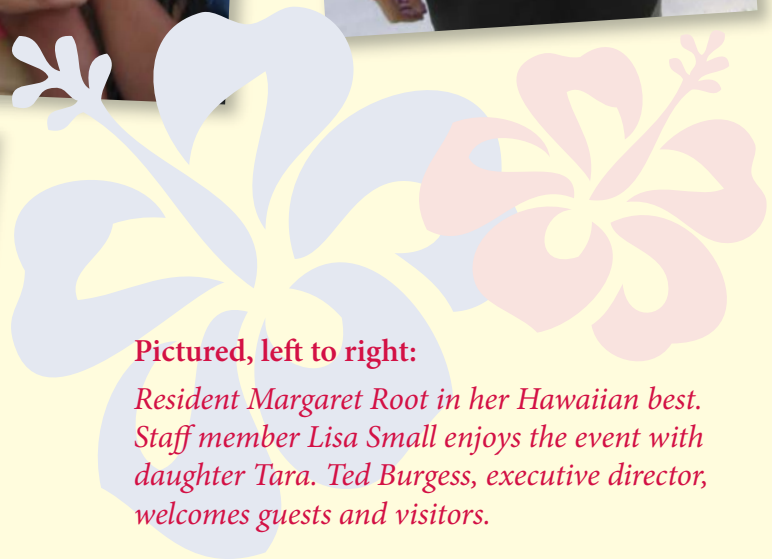 Pictured, left to right:
Resident Margaret Root in her Hawaiian best.
Staff member Lisa Small enjoys the event with
daughter Tara. Ted Burgess, executive director,
welcomes guests and visitors.